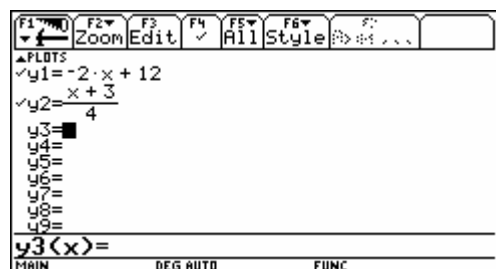 F1 F2 Zoom F3 Edit F4 ✓ F5 All F6 Style F7
▲PLOTS
✓y1=-2·x + 12
✓y2=x + 3
4
y3=
y4=
y5=
y6=
y7=
y8=
y9=
y3(x)=
MAIN DEG AUTO FUNC